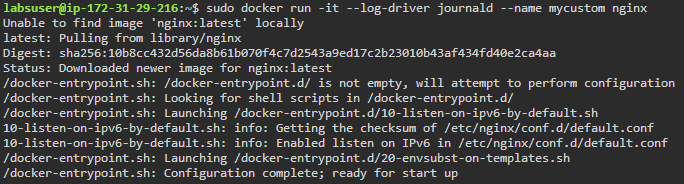 labsuser@ip-172-31-29-216:~$ sudo docker run -it --log-driver journald --name mycustom nginx
Unable to find image 'nginx:latest' locally
latest: Pulling from library/nginx
Digest: sha256:10b8cc432d56da8b61b070f4c7d2543a9ed17c2b23010b43af434fd40e2ca4aa
Status: Downloaded newer image for nginx:latest
/docker-entrypoint.sh: /docker-entrypoint.d/ is not empty, will attempt to perform configuration
/docker-entrypoint.sh: Looking for shell scripts in /docker-entrypoint.d/
/docker-entrypoint.sh: Launching /docker-entrypoint.d/10-listen-on-ipv6-by-default.sh
10-listen-on-ipv6-by-default.sh: info: Getting the checksum of /etc/nginx/conf.d/default.conf
10-listen-on-ipv6-by-default.sh: info: Enabled listen on IPv6 in /etc/nginx/conf.d/default.conf
/docker-entrypoint.sh: Launching /docker-entrypoint.d/20-envsubst-on-templates.sh
/docker-entrypoint.sh: Configuration complete; ready for start up